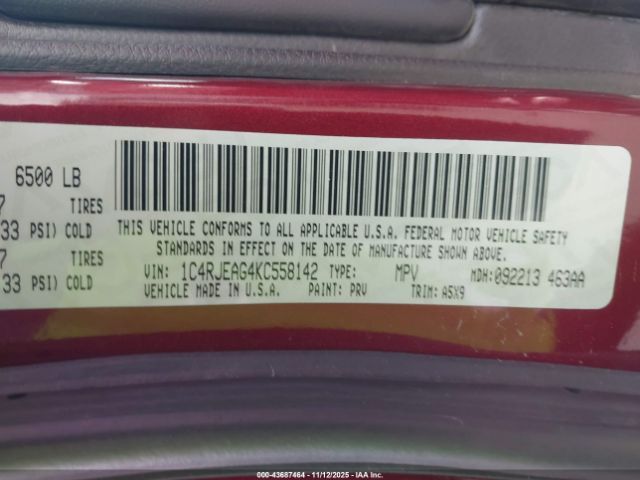 6500 LB
7 TIRES
33 PSI) COLD
7 TIRES
33 PSI) COLD
THIS VEHICLE CONFORMS TO ALL APPLICABLE U.S.A. FEDERAL MOTOR VEHICLE SAFETY
STANDARDS IN EFFECT ON THE DATE OF MANUFACTURE SHOWN ABOVE.
VIN: 1C4RJEAG4KC558142 TYPE: MPV MDH: 092213 463AA
VEHICLE MADE IN U.S.A. PAINT: PRV TRIM: A5X9
000-43687464 - 11/12/2025 - IAAI.com